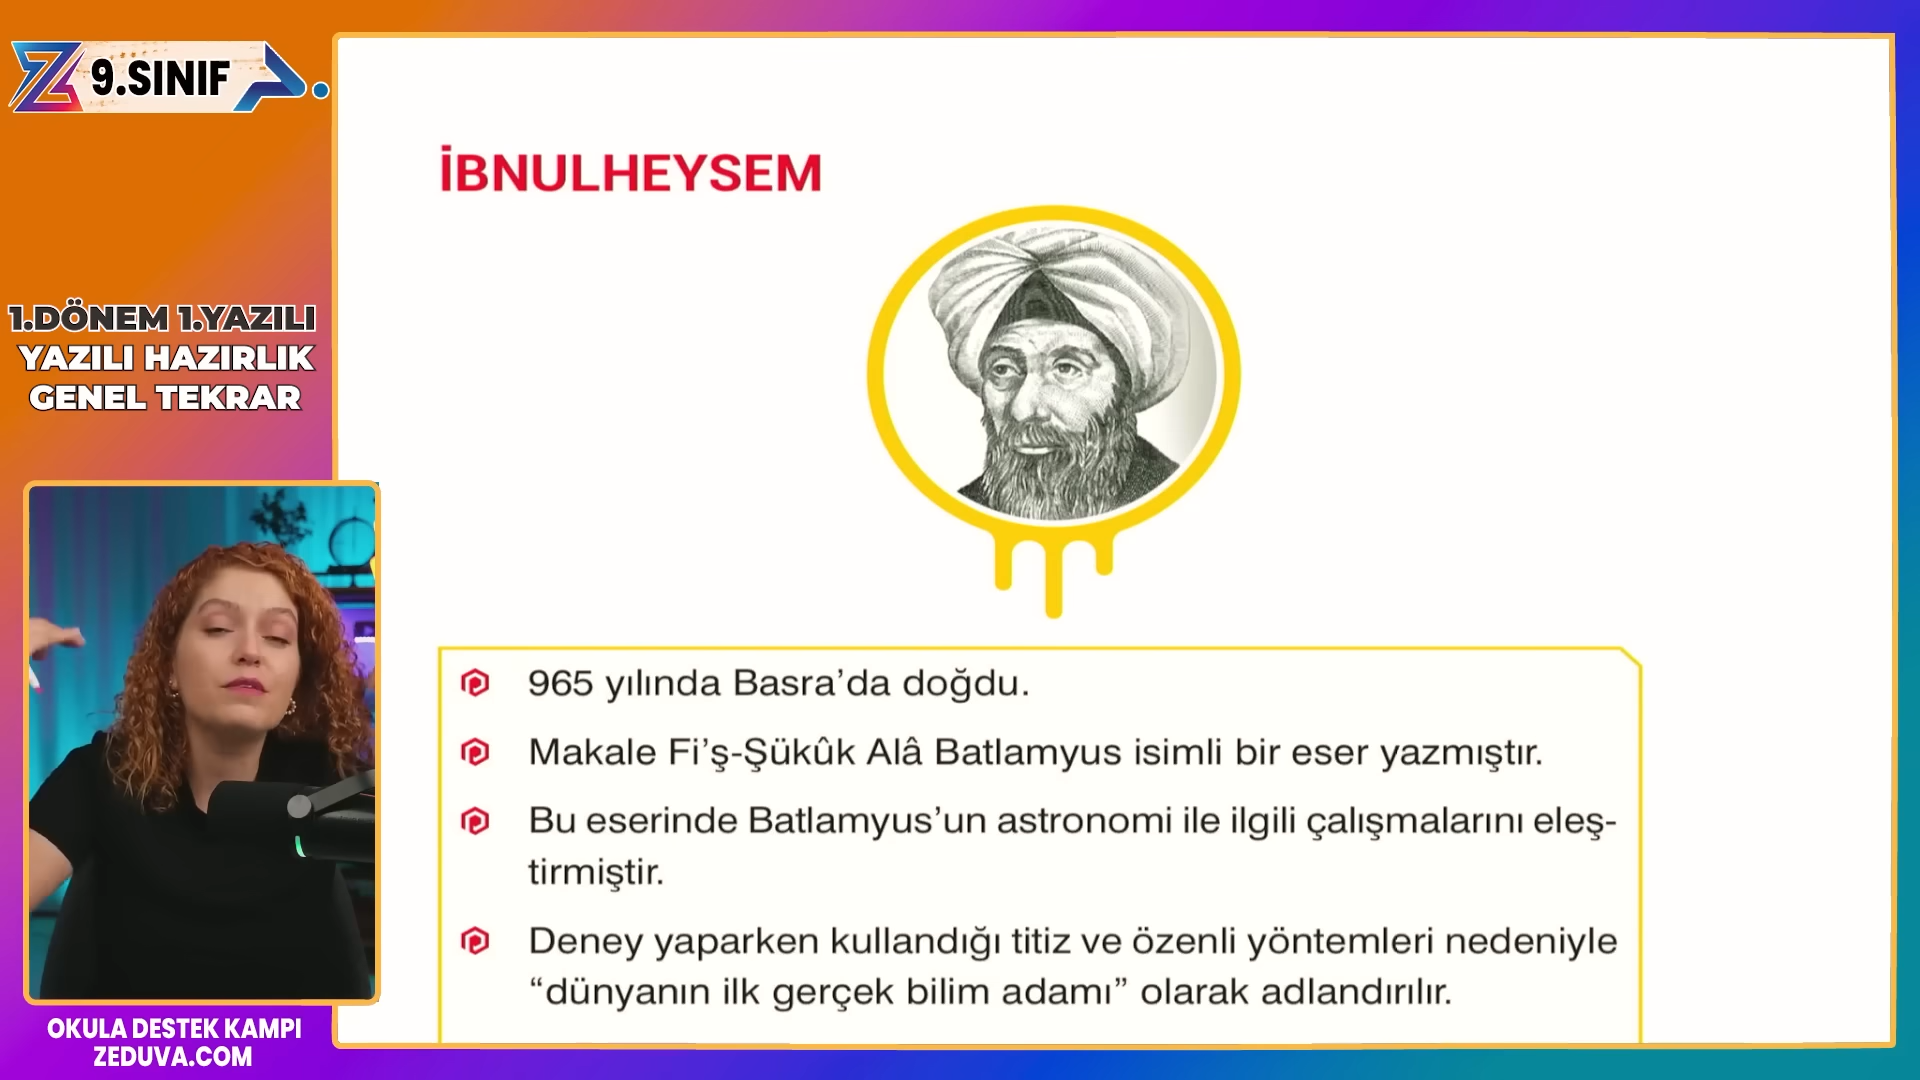 9.SINIF
1.DÖNEM 1.YAZILI
YAZILI HAZIRLIK
GENEL TEKRAR
İBNULHEYSEM
965 yılında Basra’da doğdu.
Makale Fi’ş-Şükûk Alâ Batlamyus isimli bir eser yazmıştır.
Bu eserinde Batlamyus’un astronomi ile ilgili çalışmalarını eleş-
tirmiştir.
Deney yaparken kullandığı titiz ve özenli yöntemleri nedeniyle
“dünyanın ilk gerçek bilim adamı” olarak adlandırılır.
OKULA DESTEK KAMPI
ZEDUVA.COM